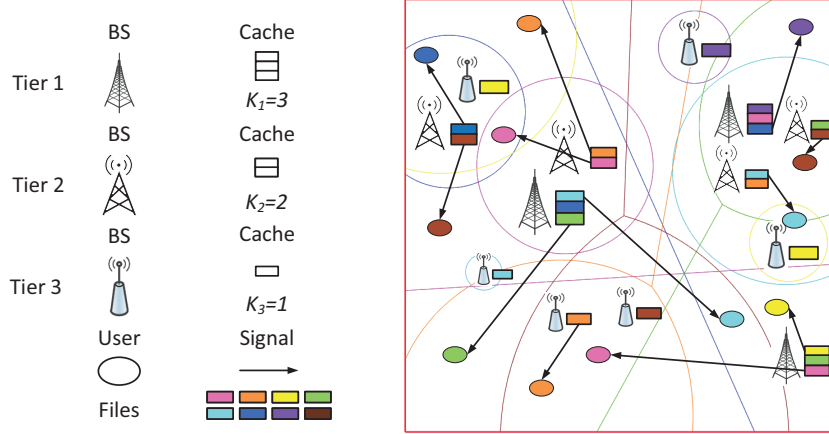 BS Cache
Tier 1
K₁=3
BS Cache
Tier 2
K₂=2
BS Cache
Tier 3
K₃=1
User Signal
Files